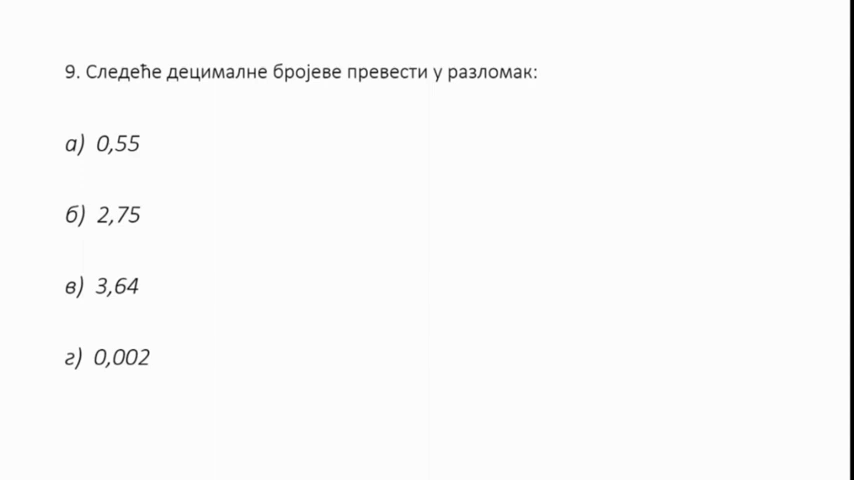 9. Следеће децималне бројеве превести у разломак:
а) 0,55
б) 2,75
в) 3,64
г) 0,002